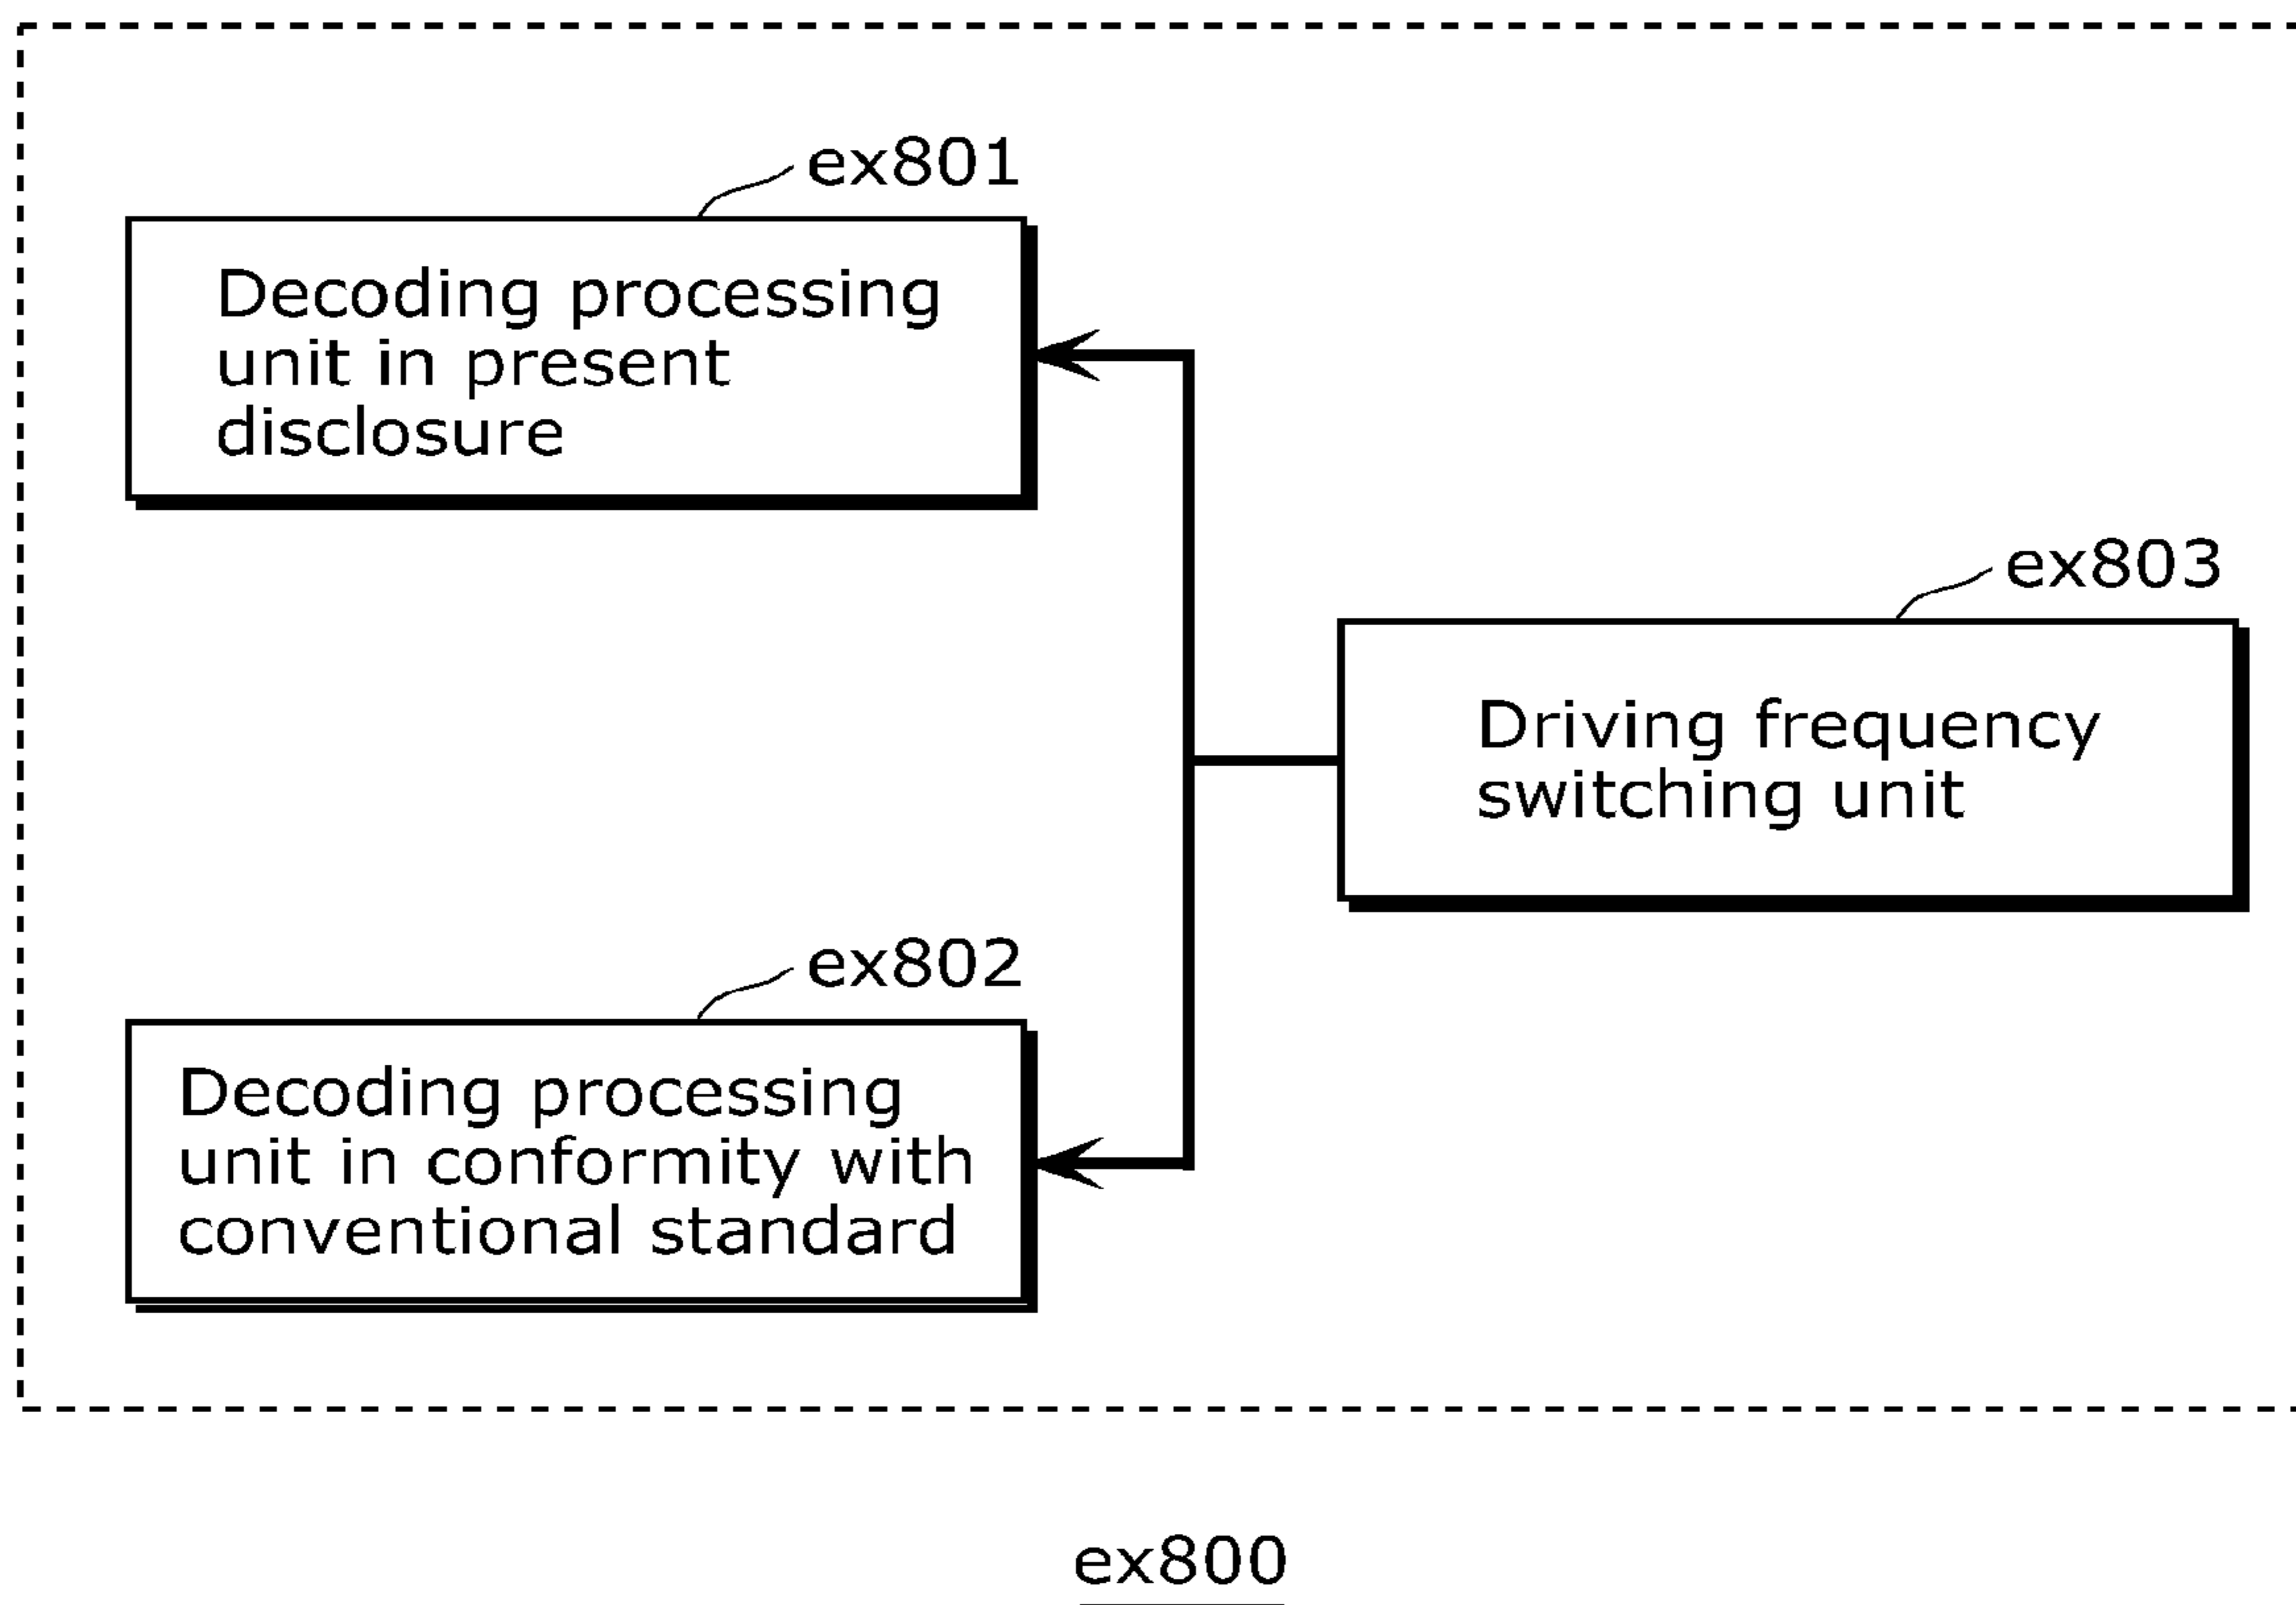 ex801
Decoding processing
unit in present
disclosure
ex803
Driving frequency
switching unit
ex802
Decoding processing
unit in conformity with
conventional standard
ex800